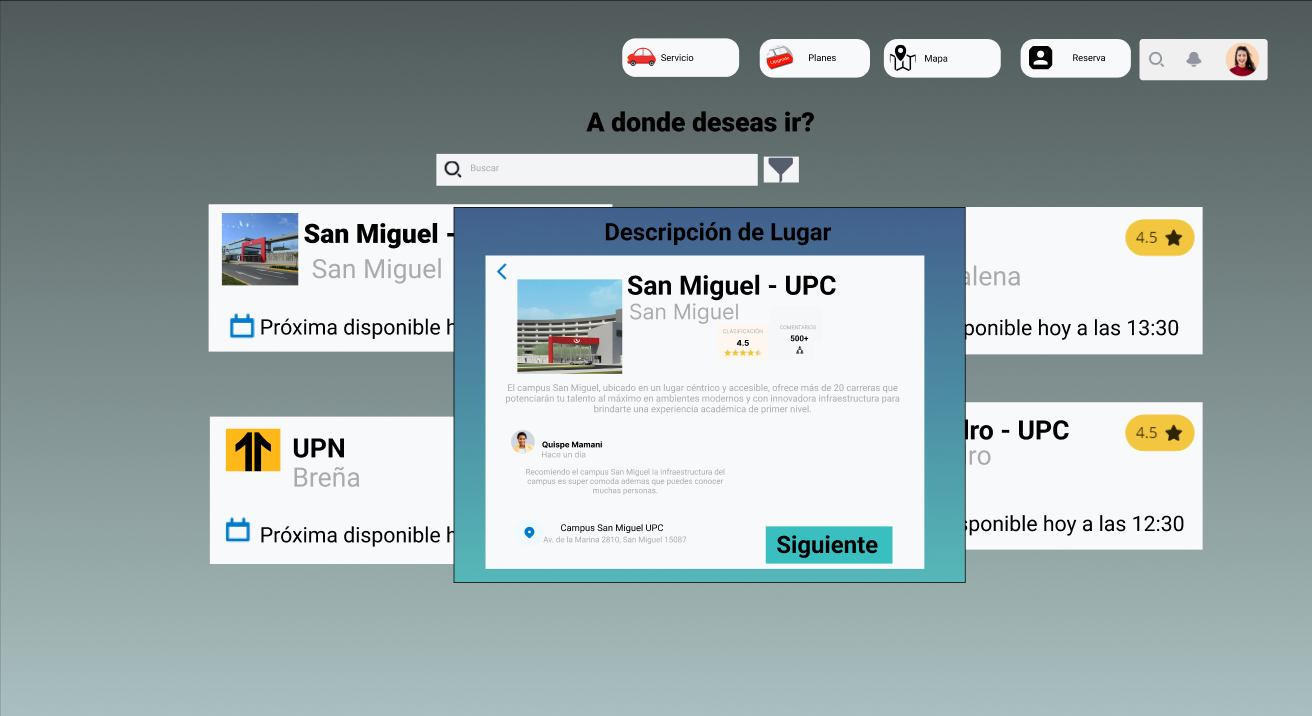 Servicio
Planes
Mapa
Reserva
A donde deseas ir?
Buscar
San Miguel -
San Miguel
Próxima disponible h
4.5
alena
ponible hoy a las 13:30
UPN
Breña
Próxima disponible
dro - UPC
ro
4.5
sponible hoy a las 12:30
Descripción de Lugar
San Miguel - UPC
San Miguel
CLASIFICACIÓN
4.5
COMENTARIOS
500+
El campus San Miguel, ubicado en un lugar céntrico y accesible, ofrece más de 20 carreras que
potenciarán tu talento al máximo en ambientes modernos y con innovadora infraestructura para
brindarte una experiencia académica de primer nivel.
Quispe Mamani
Hace un día
Recomiendo el campus San Miguel la infraestructura del
campus es super comoda ademas que puedes conocer
muchas personas.
Campus San Miguel UPC
Av. de la Marina 2810, San Miguel 15087
Siguiente